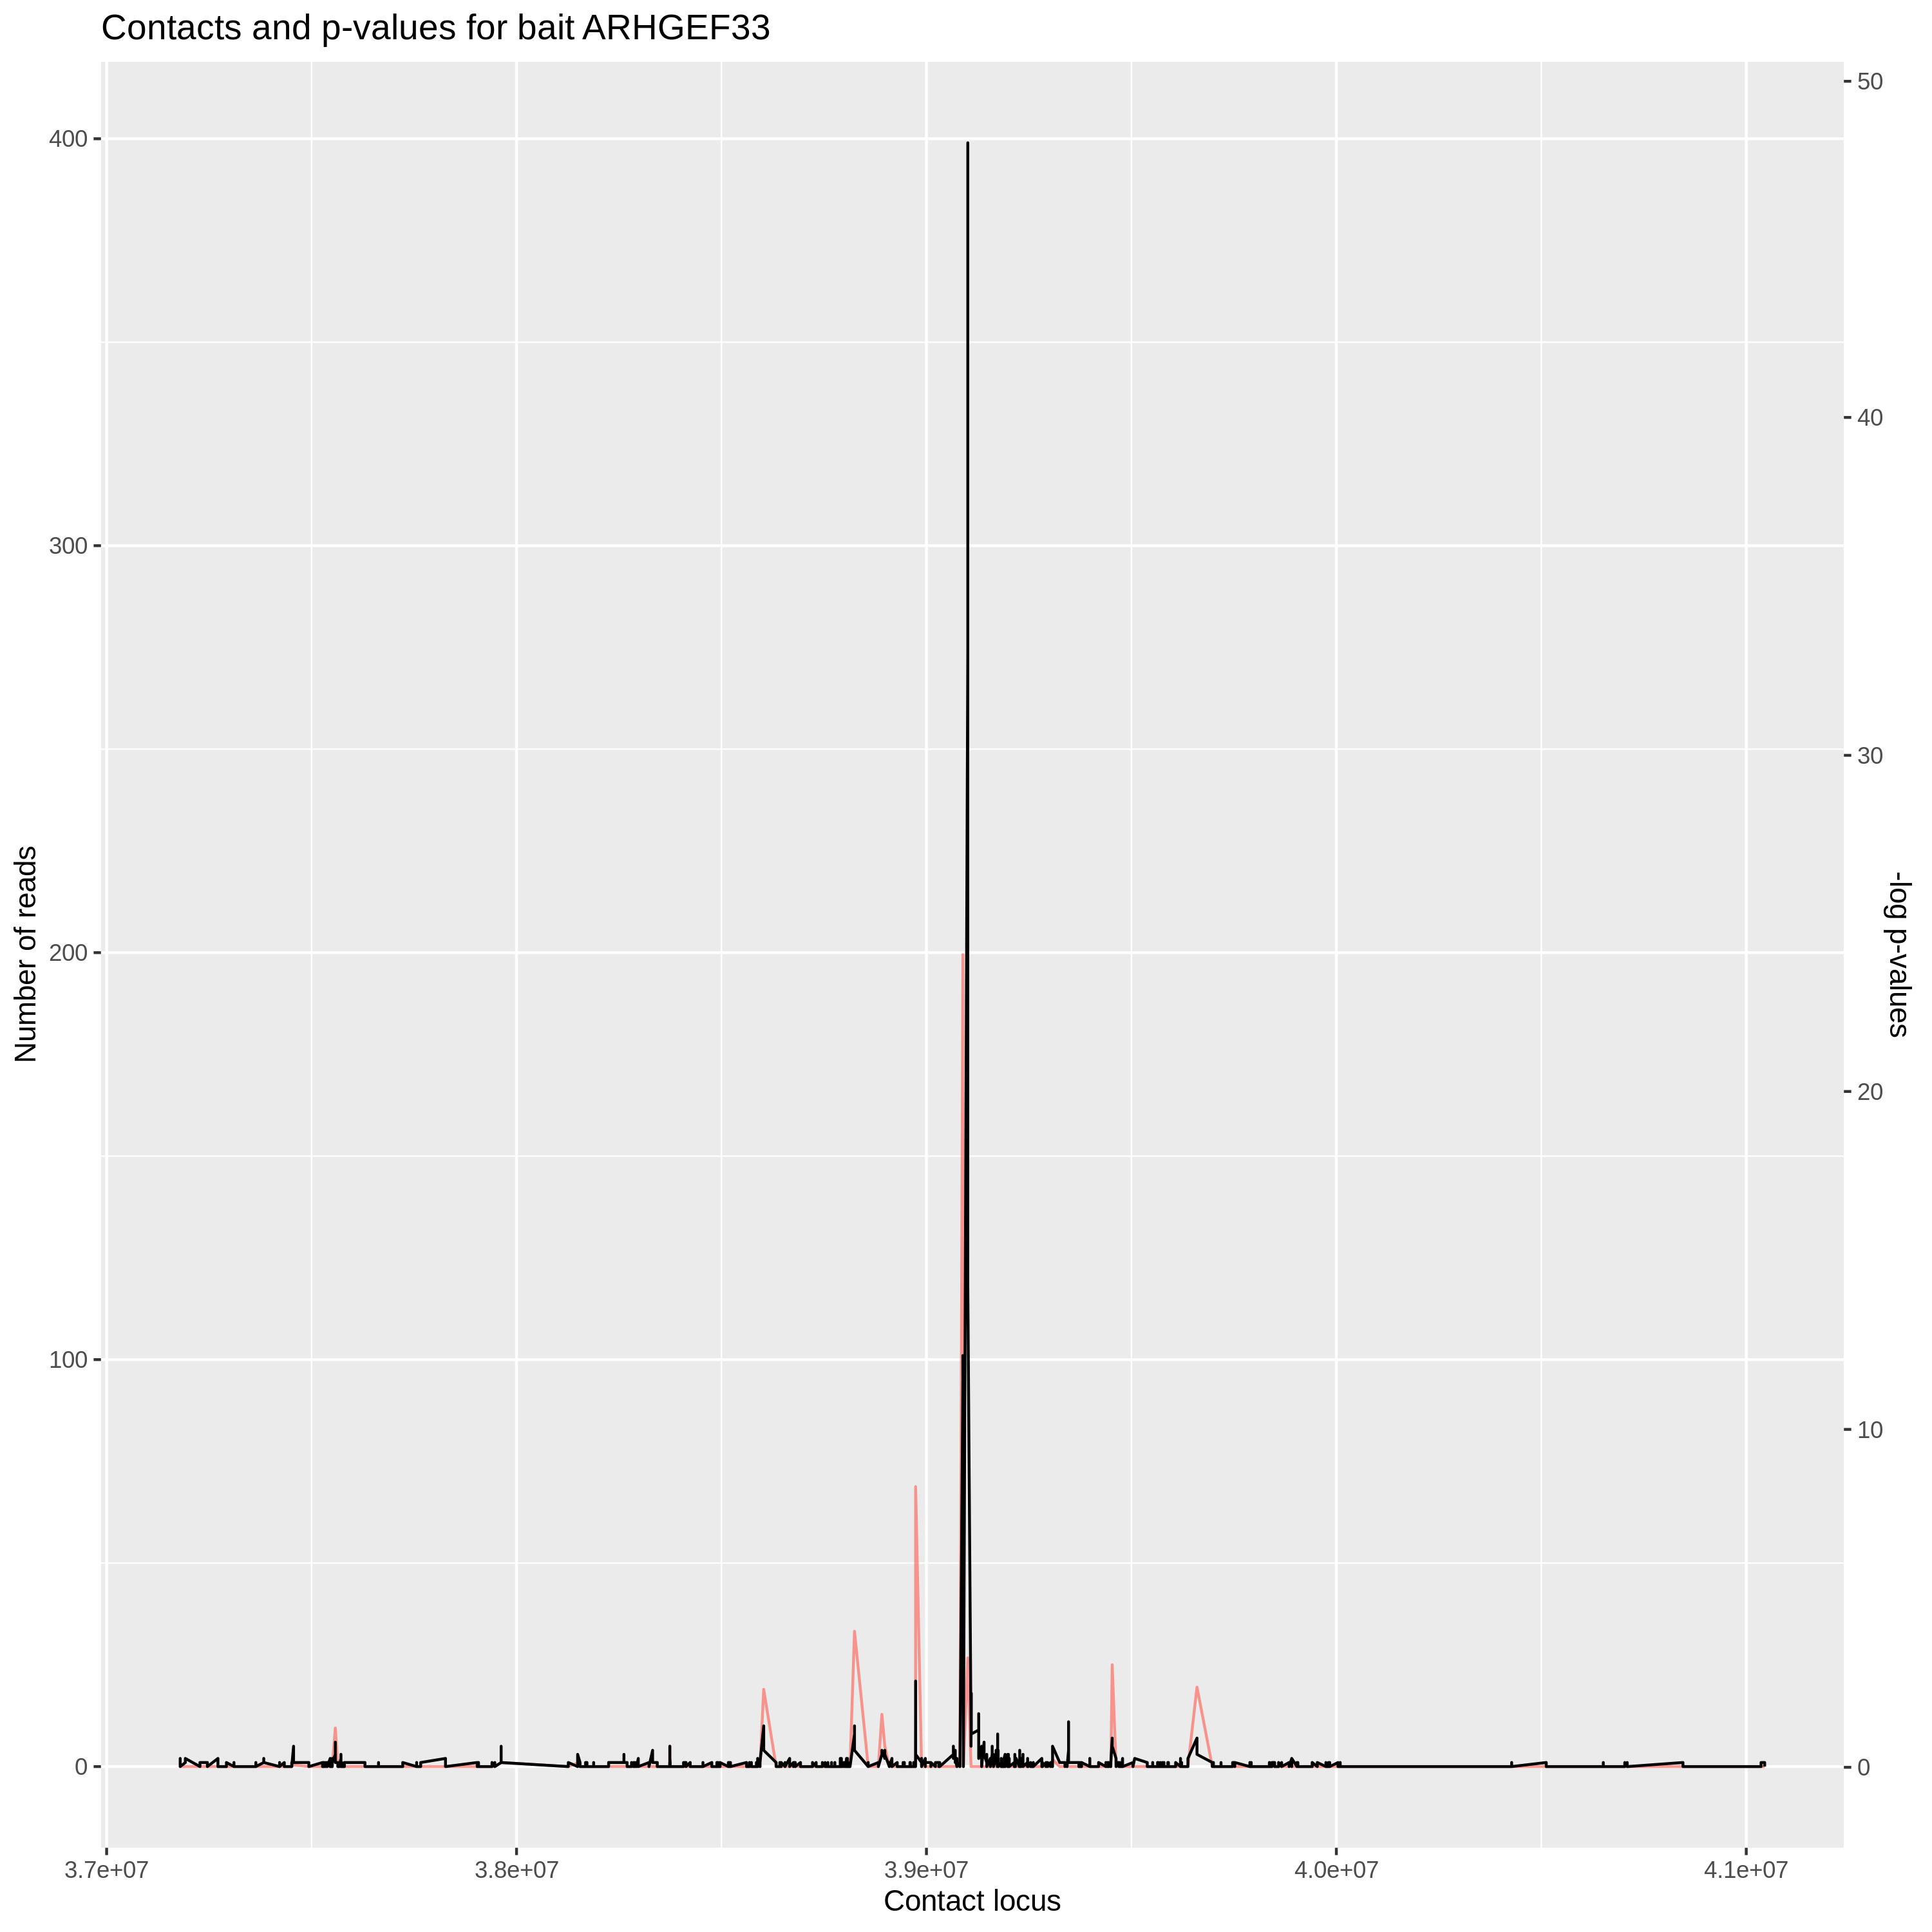 Contacts and p-values for bait ARHGEF33
400
300
200
100
0
Number of reads
50
40
30
20
10
0
-log p-values
3.7e+07
3.8e+07
3.9e+07
4.0e+07
4.1e+07
Contact locus